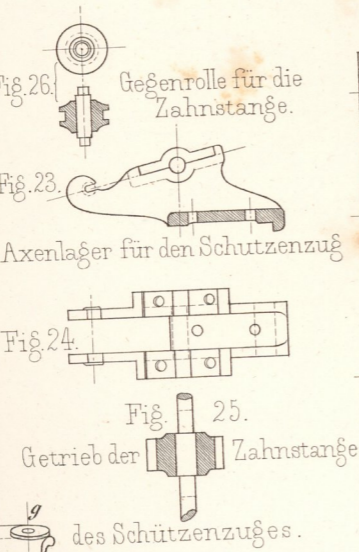 Fig. 26.
Gegenrolle für die
Zahnstange.
Fig. 23.
Axenlager für den Schutzenzug
Fig. 24.
Fig. 25.
Getrieb der Zahnstange
des Schützenzuges.
g